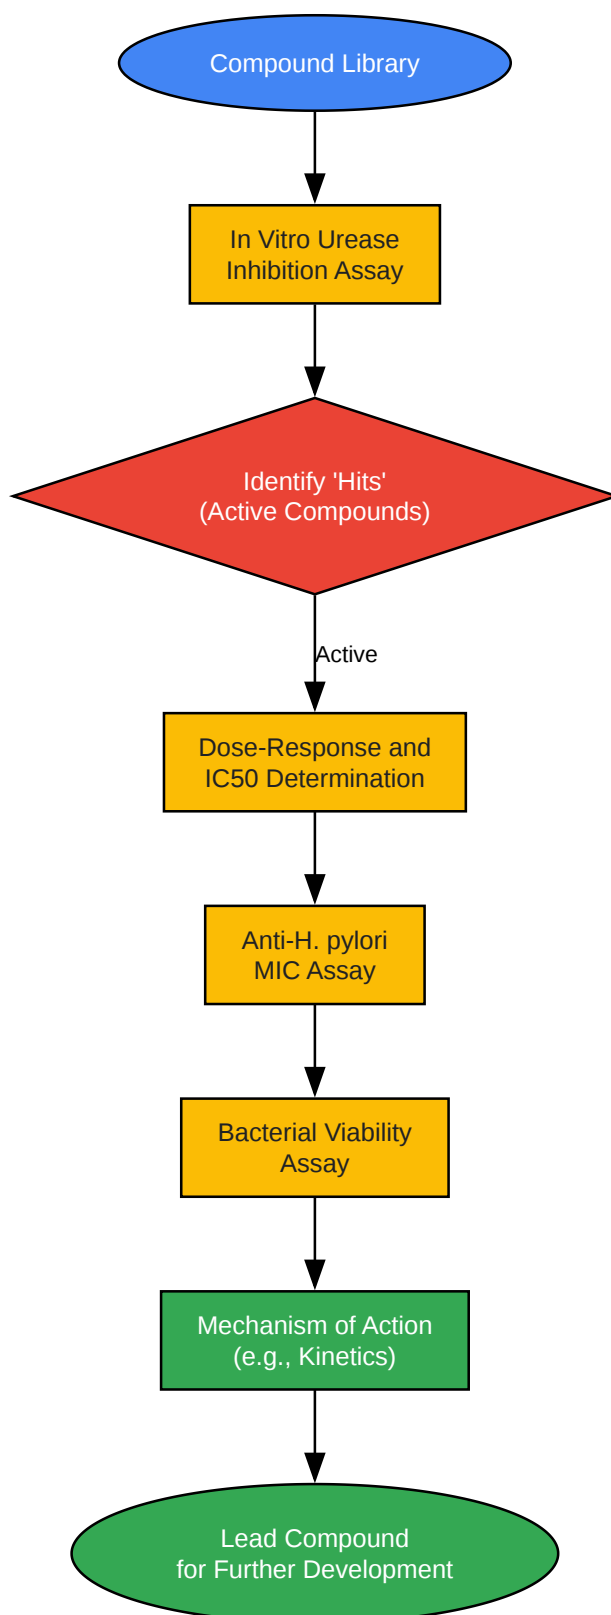 Compound Library
In Vitro Urease
Inhibition Assay
Identify 'Hits'
(Active Compounds)
Active
Dose-Response and
IC50 Determination
Anti-H. pylori
MIC Assay
Bacterial Viability
Assay
Mechanism of Action
(e.g., Kinetics)
Lead Compound
for Further Development